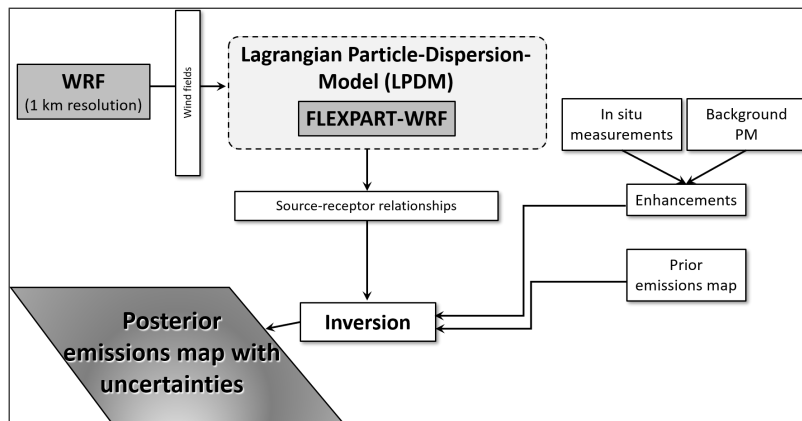 WRF
(1 km resolution)
Wind fields
Lagrangian Particle-Dispersion-
Model (LPDM)
FLEXPART-WRF
In situ
measurements
Background
PM
Source-receptor relationships
Enhancements
Prior
emissions map
Inversion
Posterior
emissions map with
uncertainties